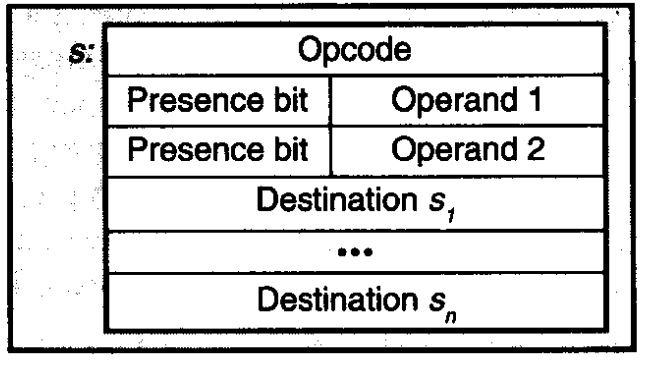 s: Opcode
Presence bit Operand 1
Presence bit Operand 2
Destination s₁
•••
Destination sₙ